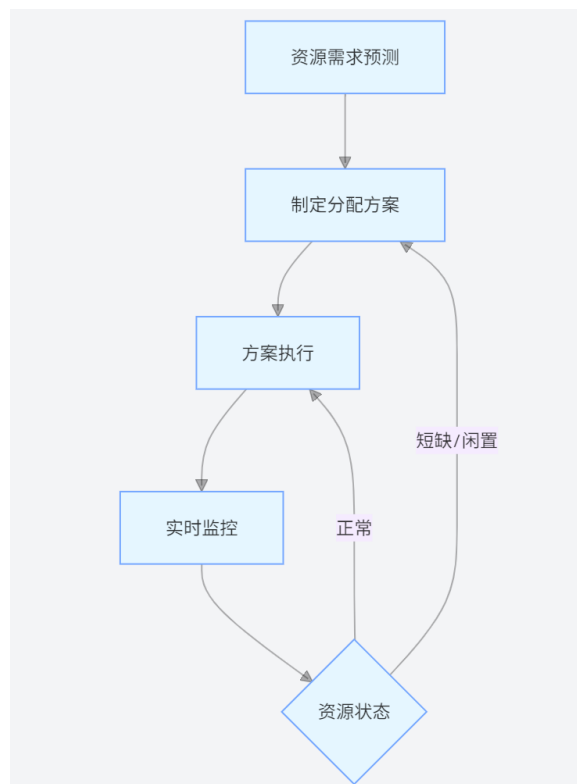 资源需求预测
制定分配方案
方案执行
短缺/闲置
实时监控
正常
资源状态